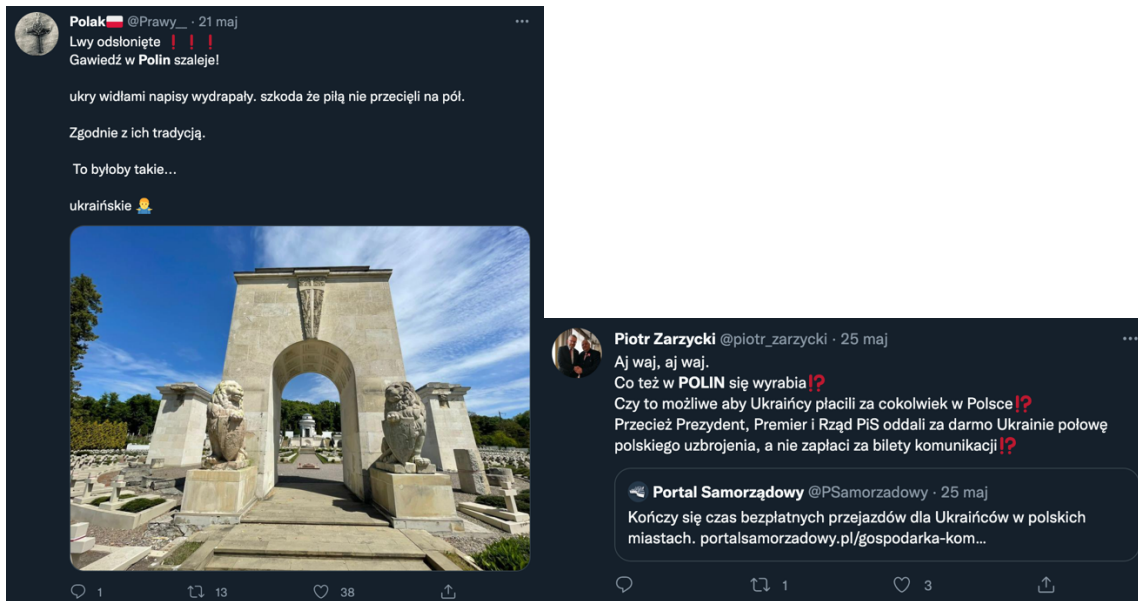 Polak🇵🇱 @Prawy__ · 21 maj
Lwy odsłonięte ❗❗❗
Gawiedź w Polin szaleje!
ukry widłami napisy wydrapały. szkoda że piłą nie przecięli na pół.
Zgodnie z ich tradycją.
To byłoby takie...
ukraińskie 🤷‍♂️
1 13 38
Piotr Zarzycki @piotr_zarzycki · 25 maj
Aj waj, aj waj.
Co też w POLIN się wyrabia⁉️
Czy to możliwe aby Ukraińcy płacili za cokolwiek w Polsce⁉️
Przecież Prezydent, Premier i Rząd PiS oddali za darmo Ukrainie połowę
polskiego uzbrojenia, a nie zapłaci za bilety komunikacji⁉️
Portal Samorządowy @PSamorzadowy · 25 maj
Kończy się czas bezpłatnych przejazdów dla Ukraińców w polskich
miastach. portalsamorzadowy.pl/gospodarka-kom...
1 3